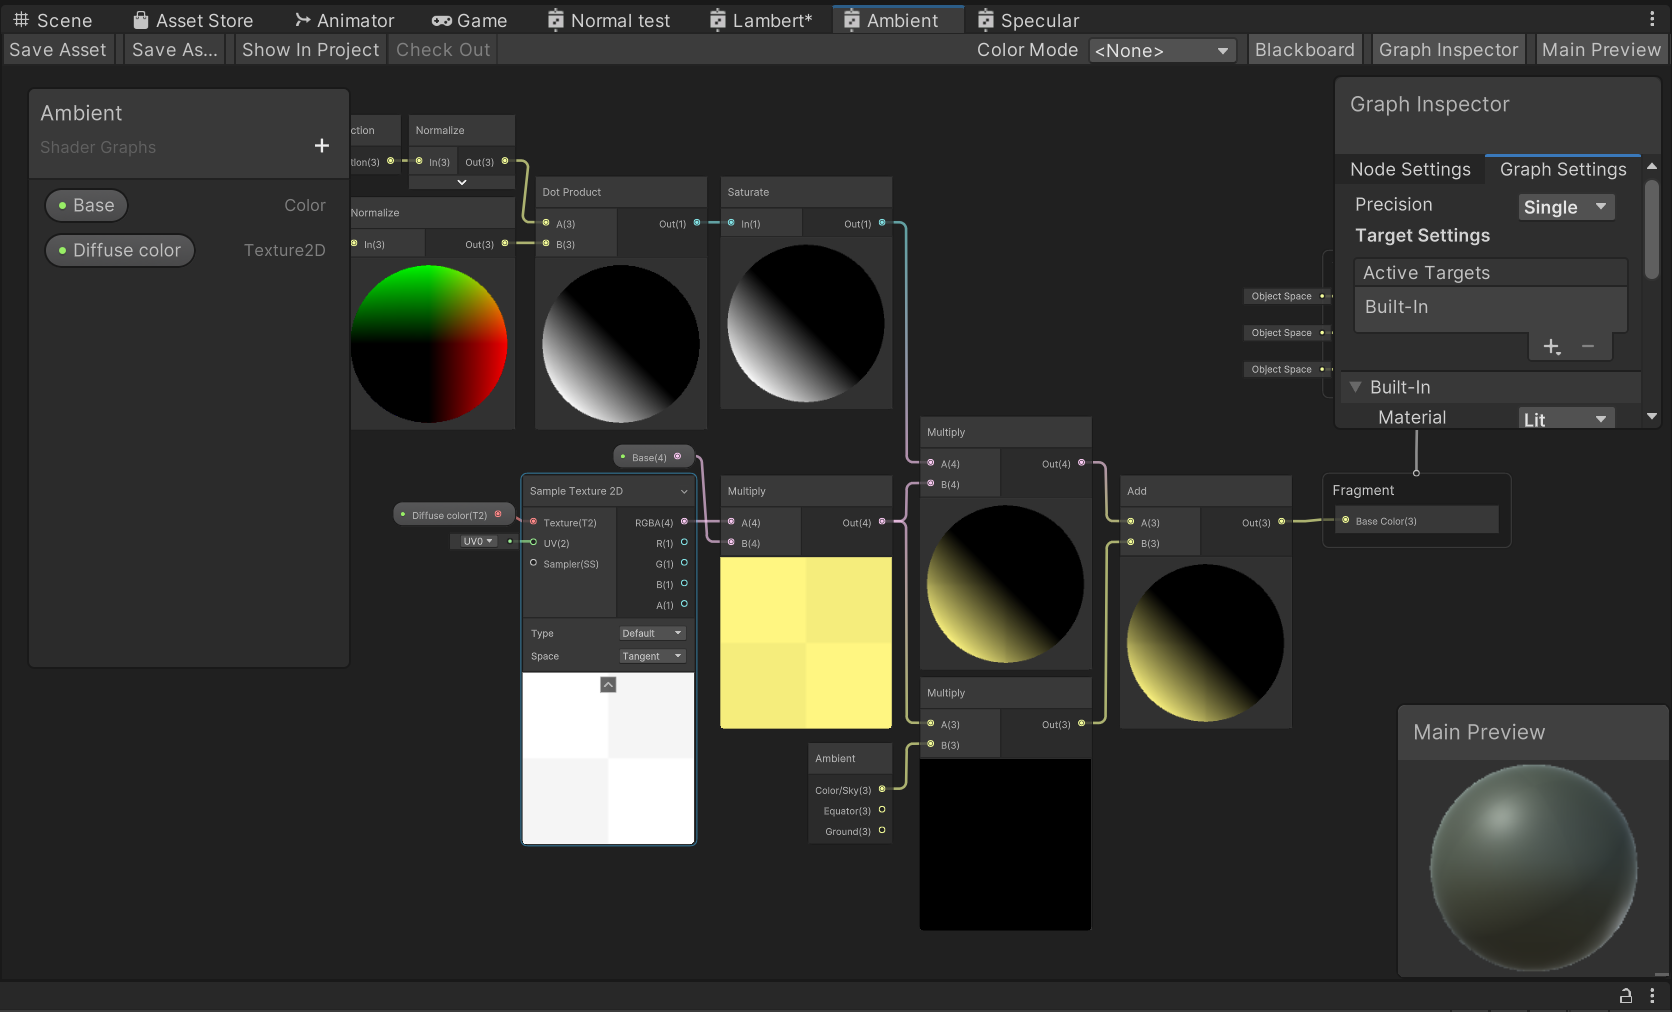 Scene
Asset Store
Animator
Game
Normal test
Lambert*
Ambient
Specular
Save Asset
Save As...
Show In Project
Check Out
Color Mode
<None>
Blackboard
Graph Inspector
Main Preview
Ambient
Shader Graphs
+
Base
Color
Diffuse color
Texture2D
ction
tion(3)
Normalize
In(3)
Out(3)
Normalize
In(3)
Out(3)
Dot Product
A(3)
B(3)
Out(1)
Saturate
In(1)
Out(1)
Base(4)
Diffuse color(T2)
UV0
Sample Texture 2D
Texture(T2)
UV(2)
Sampler(SS)
RGBA(4)
R(1)
G(1)
B(1)
A(1)
Type
Default
Space
Tangent
Multiply
A(4)
B(4)
Out(4)
Multiply
A(4)
B(4)
Out(4)
Multiply
A(3)
B(3)
Out(3)
Ambient
Color/Sky(3)
Equator(3)
Ground(3)
Add
A(3)
B(3)
Out(3)
Object Space
Object Space
Object Space
Fragment
Base Color(3)
Graph Inspector
Node Settings
Graph Settings
Precision
Single
Target Settings
Active Targets
Built-In
Built-In
Material
Lit
Main Preview